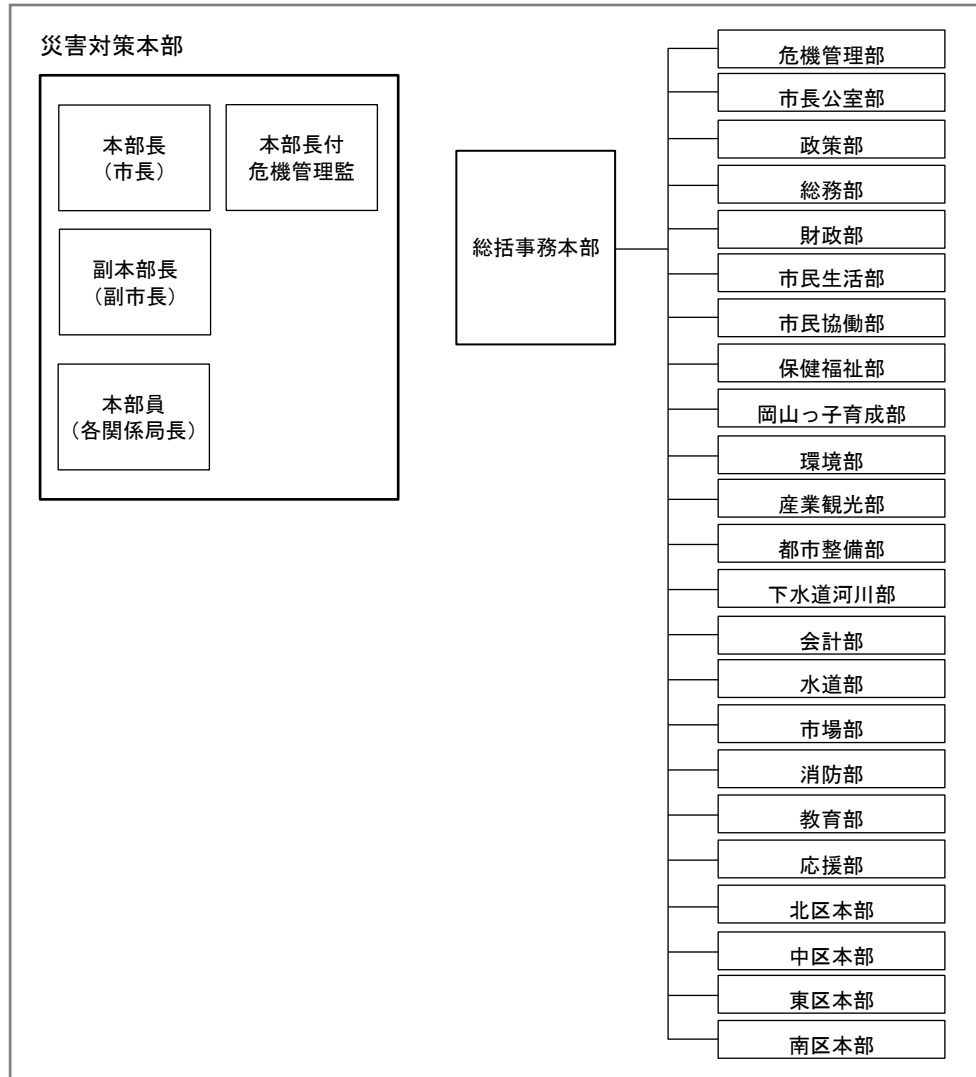 災害対策本部
本部長
（市長）
本部長付
危機管理監
副本部長
（副市長）
本部員
（各関係局長）
総括事務本部
危機管理部
市長公室部
政策部
総務部
財政部
市民生活部
市民協働部
保健福祉部
岡山っ子育成部
環境部
産業観光部
都市整備部
下水道河川部
会計部
水道部
市場部
消防部
教育部
応援部
北区本部
中区本部
東区本部
南区本部